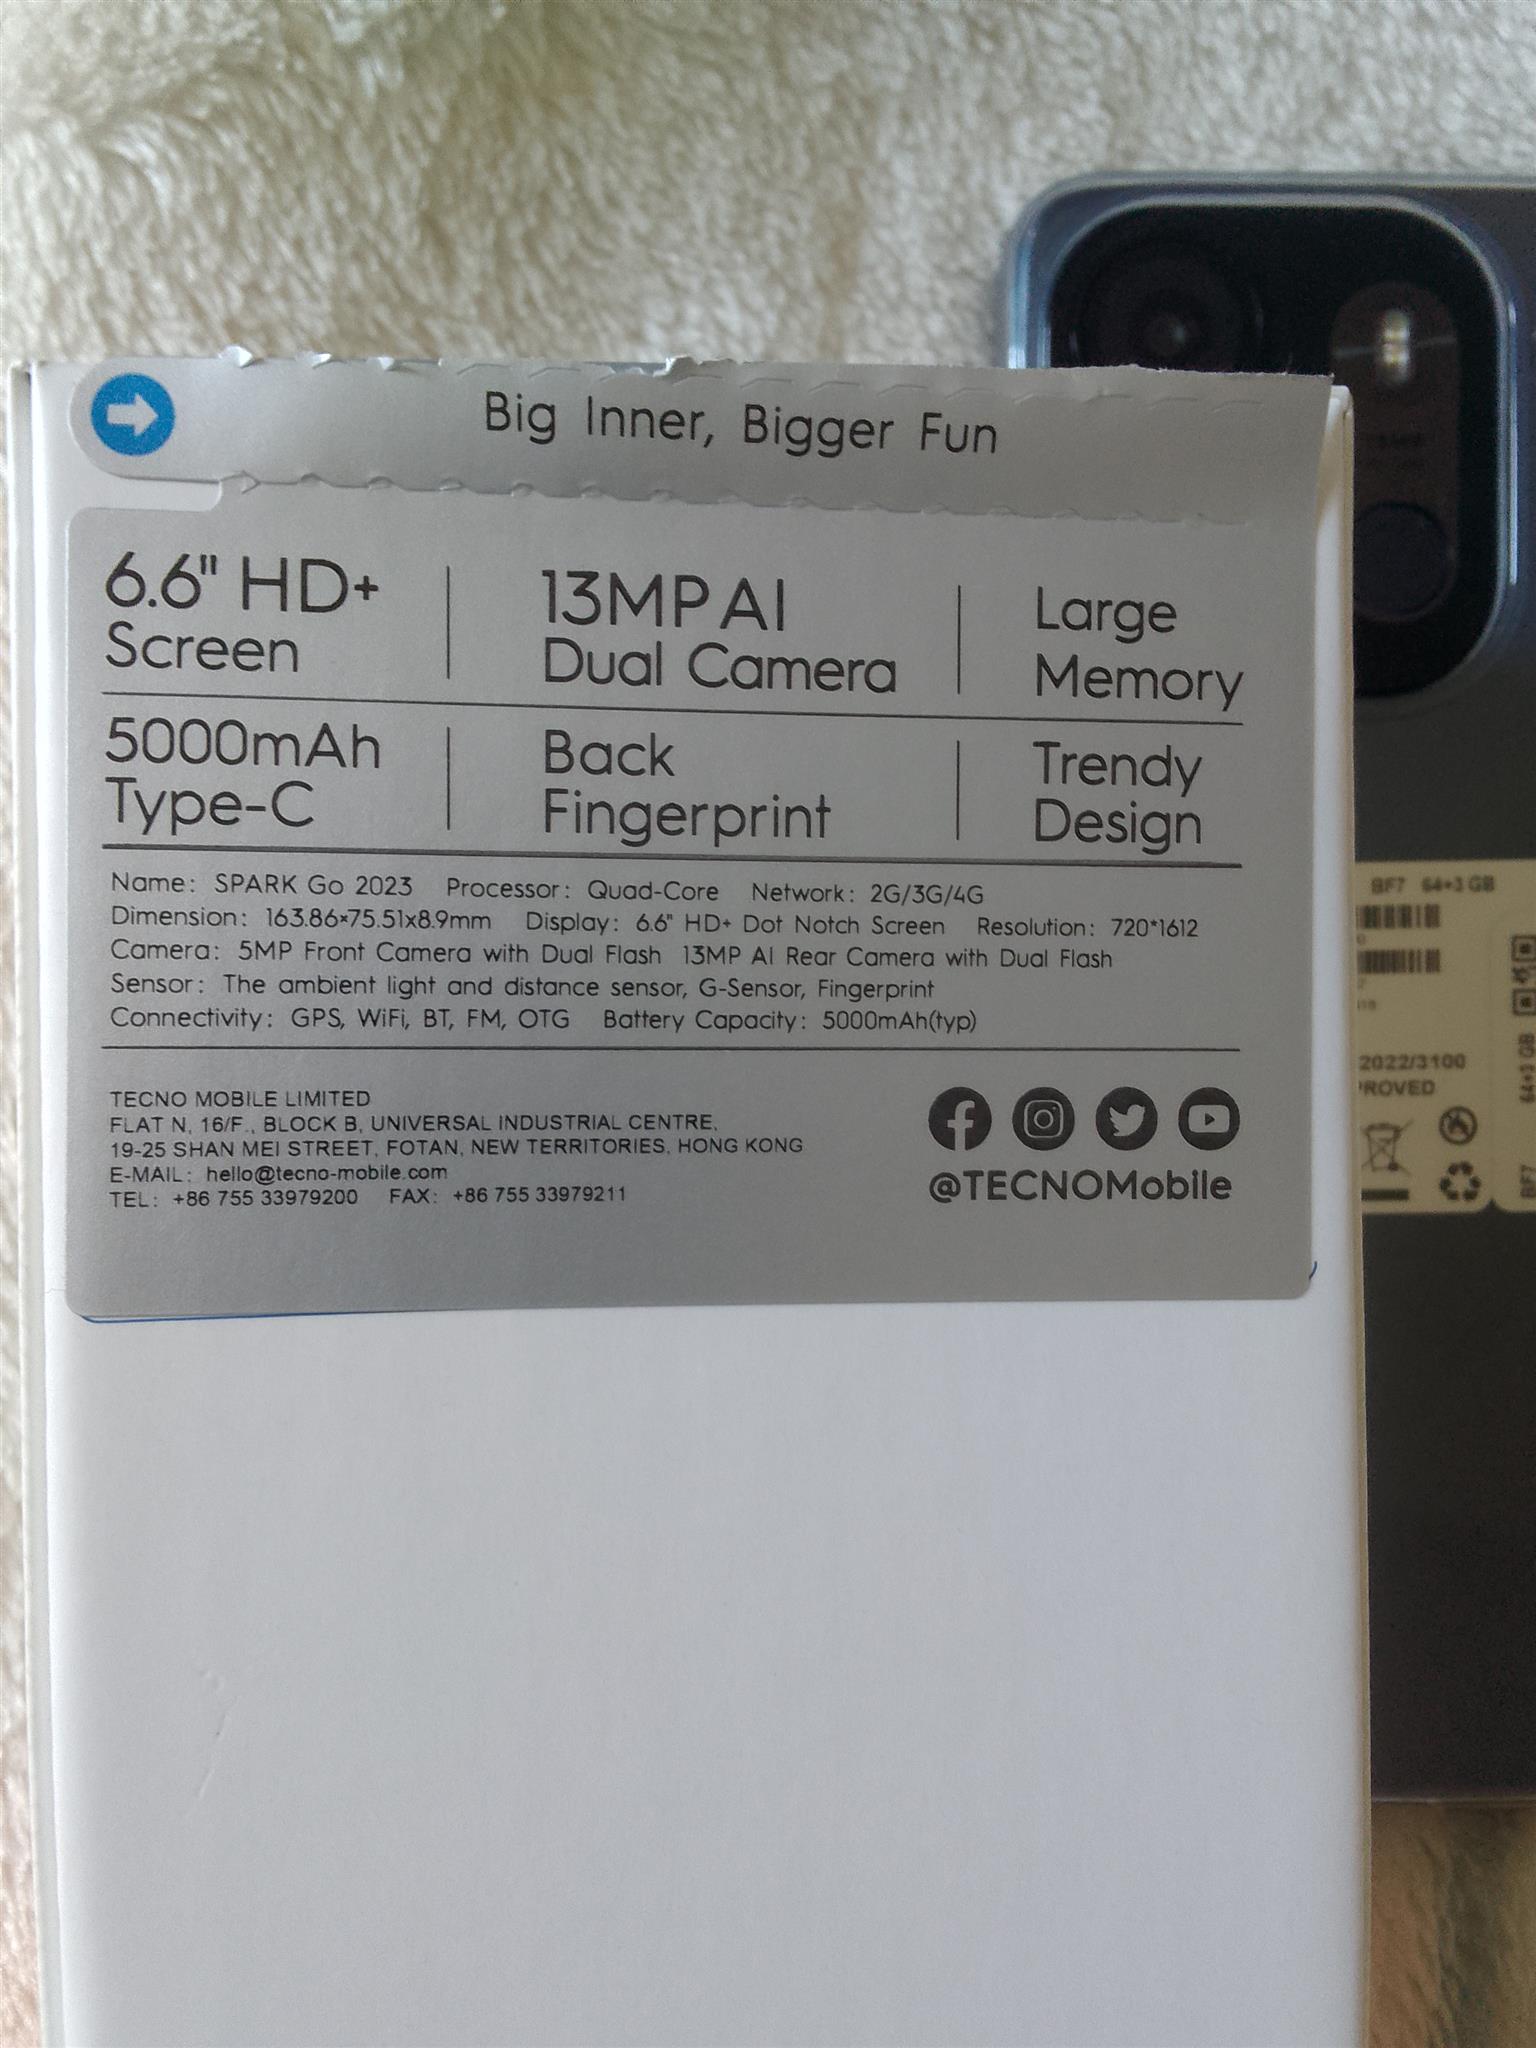 Big Inner, Bigger Fun
6.6" HD+ Screen
13MP AI Dual Camera
Large Memory
5000mAh Type-C
Back Fingerprint
Trendy Design
Name: SPARK Go 2023 Processor: Quad-Core Network: 2G/3G/4G
Dimension: 163.86×75.51x8.9mm Display: 6.6" HD+ Dot Notch Screen Resolution: 720*1612
Camera: 5MP Front Camera with Dual Flash 13MP AI Rear Camera with Dual Flash
Sensor: The ambient light and distance sensor, G-Sensor, Fingerprint
Connectivity: GPS, WiFi, BT, FM, OTG Battery Capacity: 5000mAh(typ)
TECNO MOBILE LIMITED
FLAT N, 16/F., BLOCK B, UNIVERSAL INDUSTRIAL CENTRE,
19-25 SHAN MEI STREET, FOTAN, NEW TERRITORIES, HONG KONG
E-MAIL: hello@tecno-mobile.com
TEL: +86 755 33979200 FAX: +86 755 33979211
@TECNOMobile
BF7 64+3 GB
2022/3100
PROVED
64+3 GB
BF7